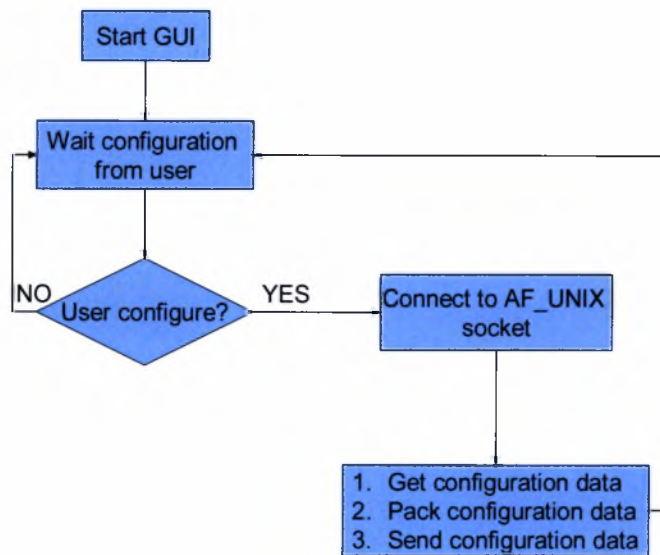 Start GUI
Wait configuration
from user
NO
User configure?
YES
Connect to AF_UNIX
socket
1. Get configuration data
2. Pack configuration data
3. Send configuration data